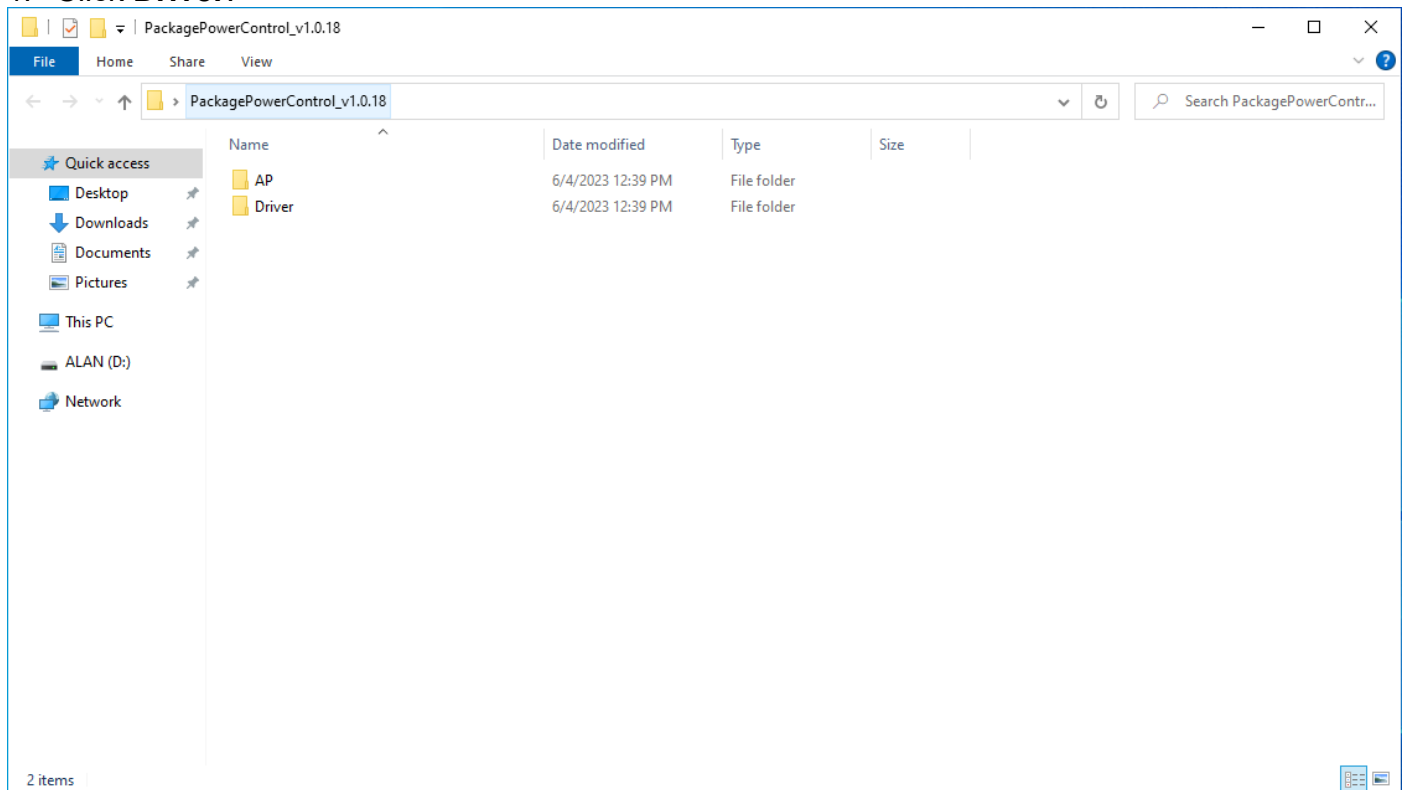 PackagePowerControl_v1.0.18
File Home Share View
PackagePowerControl_v1.0.18
Search PackagePowerContr...
Name Date modified Type Size
Quick access
AP 6/4/2023 12:39 PM File folder
Desktop
Driver 6/4/2023 12:39 PM File folder
Downloads
Documents
Pictures
This PC
ALAN (D:)
Network
2 items